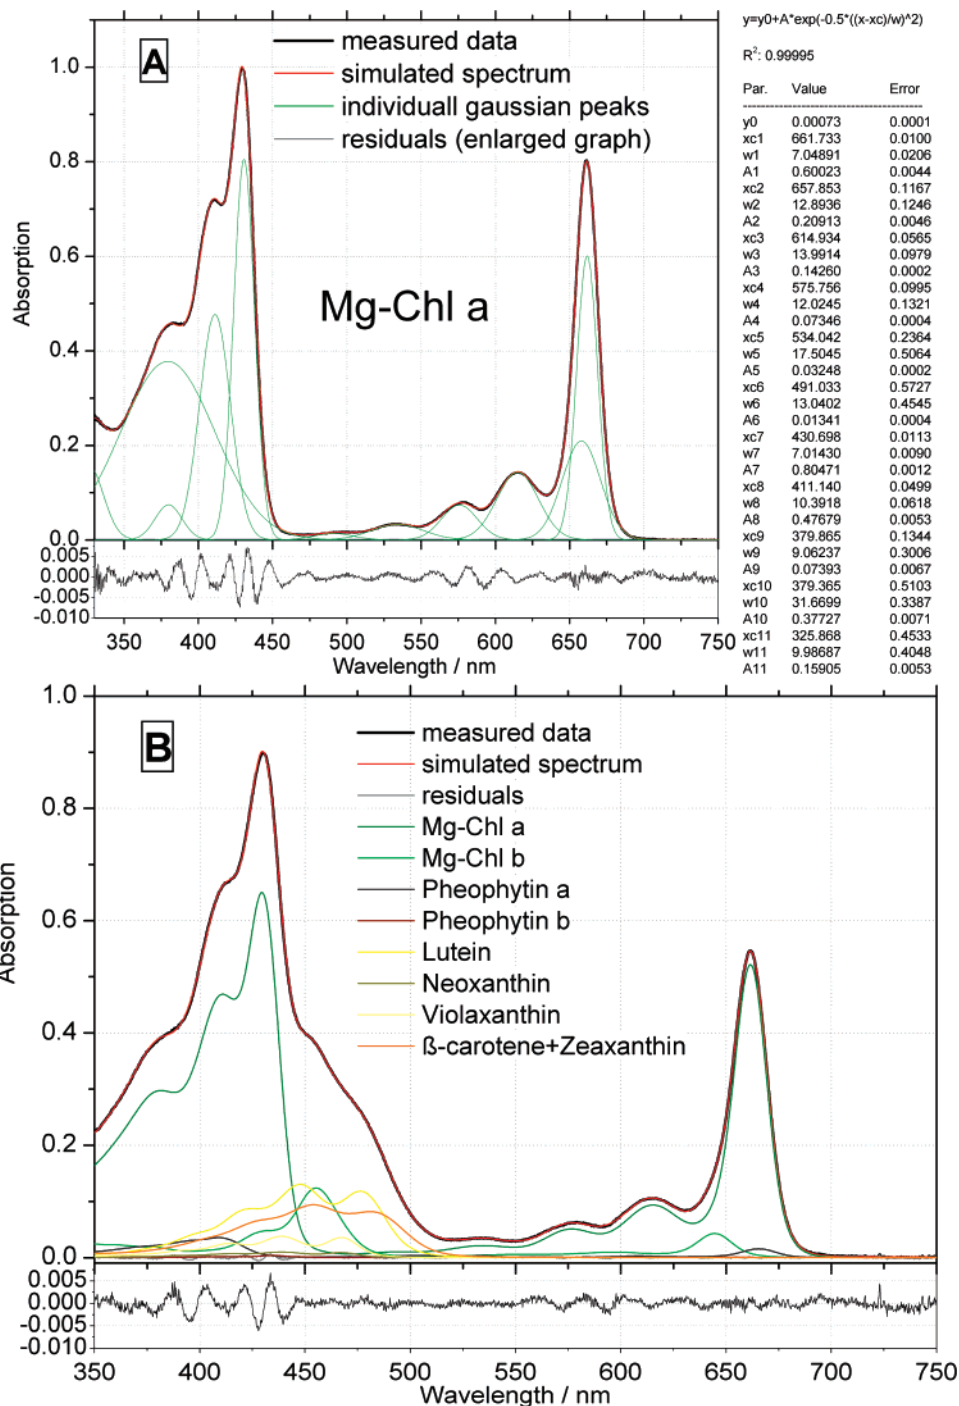 A
measured data
simulated spectrum
individuall gaussian peaks
residuals (enlarged graph)
Mg-Chl a
Absorption
1.0
0.8
0.6
0.4
0.2
0.0
0.005
0.000
-0.005
-0.010
350 400 450 500 550 600 650 700 750
Wavelength / nm
y=y0+A*exp(-0.5*((x-xc)/w)^2)
R²: 0.99995
Par. Value Error
y0 0.00073 0.0001
xc1 661.733 0.0100
w1 7.04891 0.0206
A1 0.60023 0.0044
xc2 657.853 0.1167
w2 12.8936 0.1246
A2 0.20913 0.0046
xc3 614.934 0.0565
w3 13.9914 0.0979
A3 0.14260 0.0002
xc4 575.756 0.0995
w4 12.0245 0.1321
A4 0.07346 0.0004
xc5 534.042 0.2364
w5 17.5045 0.5064
A5 0.03248 0.0002
xc6 491.033 0.5727
w6 13.0402 0.4545
A6 0.01341 0.0004
xc7 430.698 0.0113
w7 7.01430 0.0090
A7 0.80471 0.0012
xc8 411.140 0.0499
w8 10.3918 0.0618
A8 0.47679 0.0053
xc9 379.865 0.1344
w9 9.06237 0.3006
A9 0.07393 0.0067
xc10 379.365 0.5103
w10 31.6699 0.3387
A10 0.37727 0.0071
xc11 325.868 0.4533
w11 9.98687 0.4048
A11 0.15905 0.0053
B
measured data
simulated spectrum
residuals
Mg-Chl a
Mg-Chl b
Pheophytin a
Pheophytin b
Lutein
Neoxanthin
Violaxanthin
ß-carotene+Zeaxanthin
Absorption
1.0
0.8
0.6
0.4
0.2
0.0
0.005
0.000
-0.005
-0.010
350 400 450 500 550 600 650 700 750
Wavelength / nm